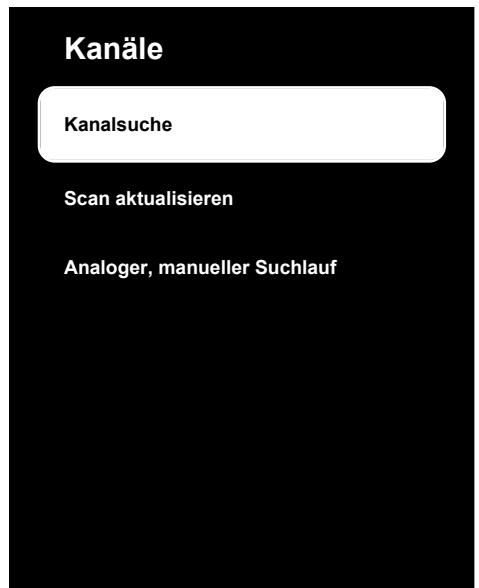 Kanäle
Kanalsuche
Scan aktualisieren
Analoger, manueller Suchlauf